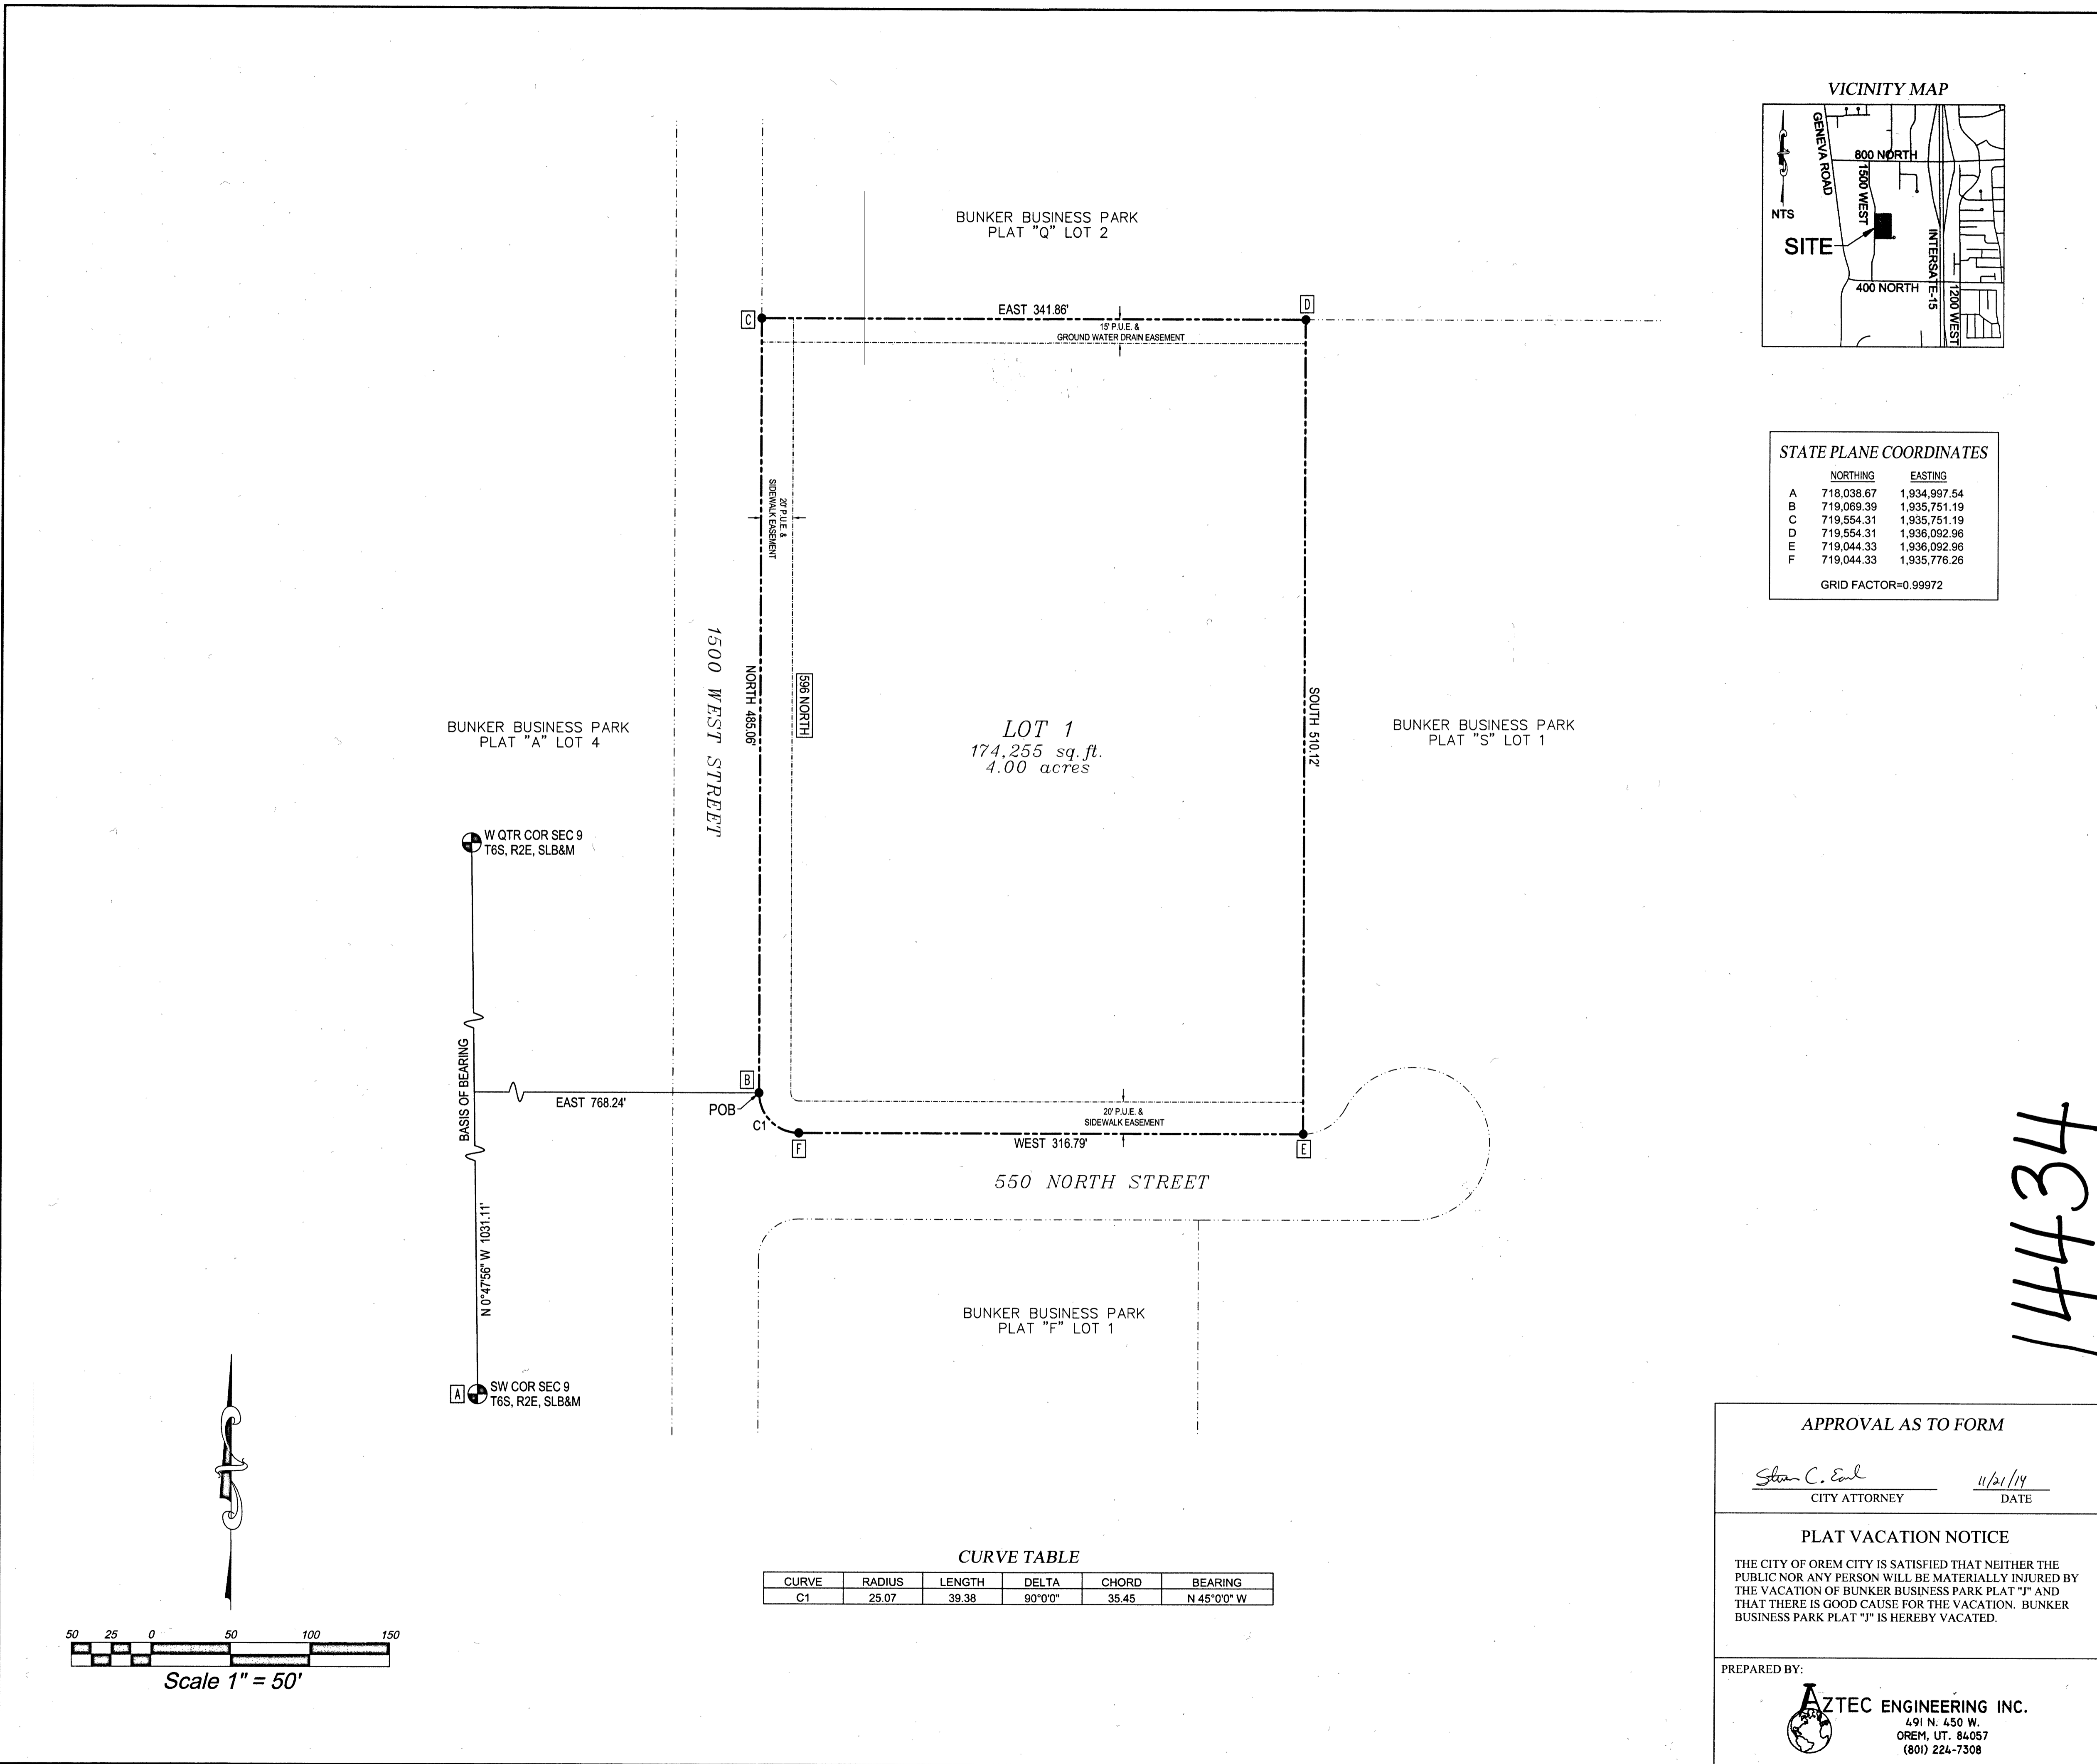 VICINITY MAP
GENEVA ROAD
800 NORTH
1500 WEST
NTS
SITE
INTERSATE-15
400 NORTH
1200 WEST
BUNKER BUSINESS PARK
PLAT "Q" LOT 2
C
EAST 341.86'
D
15' P.U.E. &
GROUND WATER DRAIN EASEMENT
STATE PLANE COORDINATES
NORTHING EASTING
A 718,038.67 1,934,997.54
B 719,069.39 1,935,751.19
C 719,554.31 1,935,751.19
D 719,554.31 1,936,092.96
E 719,044.33 1,936,092.96
F 719,044.33 1,935,776.26
GRID FACTOR=0.99972
20' P.U.E. &
SIDEWALK EASEMENT
1500 WEST STREET
NORTH 485.06'
596 NORTH
SOUTH 510.12'
BUNKER BUSINESS PARK
PLAT "A" LOT 4
LOT 1
174,255 sq.ft.
4.00 acres
BUNKER BUSINESS PARK
PLAT "S" LOT 1
W QTR COR SEC 9
T6S, R2E, SLB&M
BASIS OF BEARING
EAST 768.24'
B
POB
C1
F
20' P.U.E. &
SIDEWALK EASEMENT
WEST 316.79'
E
550 NORTH STREET
N 0°47'56" W 1031.11'
BUNKER BUSINESS PARK
PLAT "F" LOT 1
A
SW COR SEC 9
T6S, R2E, SLB&M
14434
CURVE TABLE
CURVE RADIUS LENGTH DELTA CHORD BEARING
C1 25.07 39.38 90°0'0" 35.45 N 45°0'0" W
50 25 0 50 100 150
Scale 1" = 50'
APPROVAL AS TO FORM
C. Earl 11/21/14
CITY ATTORNEY DATE
PLAT VACATION NOTICE
THE CITY OF OREM CITY IS SATISFIED THAT NEITHER THE
PUBLIC NOR ANY PERSON WILL BE MATERIALLY INJURED BY
THE VACATION OF BUNKER BUSINESS PARK PLAT "J" AND
THAT THERE IS GOOD CAUSE FOR THE VACATION. BUNKER
BUSINESS PARK PLAT "J" IS HEREBY VACATED.
PREPARED BY:
AZTEC ENGINEERING INC.
491 N. 450 W.
OREM, UT. 84057
(801) 224-7308